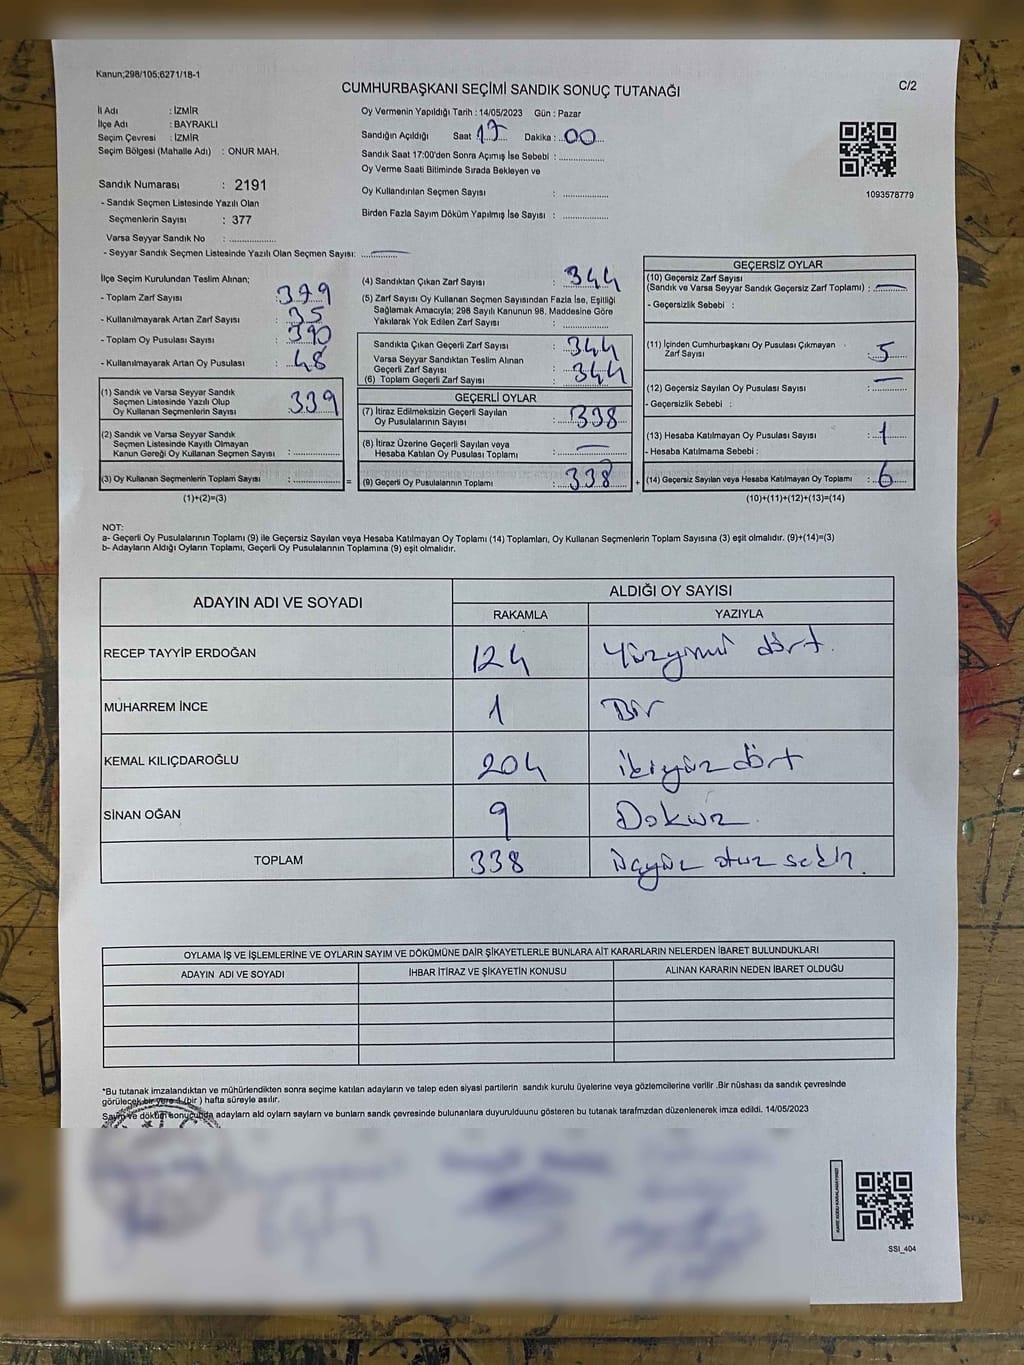 Kanun;298/105;6271/18-1
CUMHURBAŞKANI SEÇİMİ SANDIK SONUÇ TUTANAĞI
C/2
İl Adı : İZMİR
İlçe Adı : BAYRAKLI
Seçim Çevresi : İZMİR
Seçim Bölgesi (Mahalle Adı) : ONUR MAH.
Oy Vermenin Yapıldığı Tarih : 14/05/2023 Gün : Pazar
Sandığın Açıldığı Saat 17 Dakika : 00
Sandık Saat 17:00'den Sonra Açımış İse Sebebi :
Oy Verme Saati Bitiminde Sırada Bekleyen ve
Oy Kullandırılan Seçmen Sayısı :
Birden Fazla Sayım Döküm Yapılmış İse Sayısı :
1093578779
Sandık Numarası : 2191
- Sandık Seçmen Listesinde Yazılı Olan
Seçmenlerin Sayısı : 377
Varsa Seyyar Sandık No :
- Seyyar Sandık Seçmen Listesinde Yazılı Olan Seçmen Sayısı: —
İlçe Seçim Kurulundan Teslim Alınan;
- Toplam Zarf Sayısı : 379
- Kullanılmayarak Artan Zarf Sayısı : 35
- Toplam Oy Pusulası Sayısı : 390
- Kullanılmayarak Artan Oy Pusulası : 48
(1) Sandık ve Varsa Seyyar Sandık
Seçmen Listesinde Yazılı Olup
Oy Kullanan Seçmenlerin Sayısı : 339
(2) Sandık ve Varsa Seyyar Sandık
Seçmen Listesinde Kayıtlı Olmayan
Kanun Gereği Oy Kullanan Seçmen Sayısı :
(3) Oy Kullanan Seçmenlerin Toplam Sayısı : =
(1)+(2)=(3)
(4) Sandıktan Çıkan Zarf Sayısı : 344
(5) Zarf Sayısı Oy Kullanan Seçmen Sayısından Fazla İse, Eşitliği
Sağlamak Amacıyla; 298 Sayılı Kanunun 98. Maddesine Göre
Yakılarak Yok Edilen Zarf Sayısı :
Sandıkta Çıkan Geçerli Zarf Sayısı : 344
Varsa Seyyar Sandıktan Teslim Alınan
Geçerli Zarf Sayısı :
(6) Toplam Geçerli Zarf Sayısı : 344
GEÇERLİ OYLAR
(7) İtiraz Edilmeksizin Geçerli Sayılan
Oy Pusulalarının Sayısı : 338
(8) İtiraz Üzerine Geçerli Sayılan veya
Hesaba Katılan Oy Pusulası Toplamı : —
(9) Geçerli Oy Pusulalarının Toplamı : 338 +
GEÇERSİZ OYLAR
(10) Geçersiz Zarf Sayısı
(Sandık ve Varsa Seyyar Sandık Geçersiz Zarf Toplamı) : —
- Geçersizlik Sebebi :
(11) İçinden Cumhurbaşkanı Oy Pusulası Çıkmayan
Zarf Sayısı : 5
(12) Geçersiz Sayılan Oy Pusulası Sayısı : —
- Geçersizlik Sebebi :
(13) Hesaba Katılmayan Oy Pusulası Sayısı : 1
- Hesaba Katılmama Sebebi :
(14) Geçersiz Sayılan veya Hesaba Katılmayan Oy Toplamı : 6
(10)+(11)+(12)+(13)=(14)
NOT:
a- Geçerli Oy Pusulalarının Toplamı (9) ile Geçersiz Sayılan veya Hesaba Katılmayan Oy Toplamı (14) Toplamları, Oy Kullanan Seçmenlerin Toplam Sayısına (3) eşit olmalıdır. (9)+(14)=(3)
b- Adayların Aldığı Oyların Toplamı, Geçerli Oy Pusulalarının Toplamına (9) eşit olmalıdır.
ADAYIN ADI VE SOYADI
ALDIĞI OY SAYISI
RAKAMLA YAZIYLA
RECEP TAYYİP ERDOĞAN 124 Yüzyirmi dört.
MUHARREM İNCE 1 Bir
KEMAL KILIÇDAROĞLU 204 ikiyüz dört
SİNAN OĞAN 9 Dokuz
TOPLAM 338 üçyüz otuz sekiz.
OYLAMA İŞ VE İŞLEMLERİNE VE OYLARIN SAYIM VE DÖKÜMÜNE DAİR ŞİKAYETLERLE BUNLARA AİT KARARLARIN NELERDEN İBARET BULUNDUKLARI
ADAYIN ADI VE SOYADI İHBAR İTİRAZ VE ŞİKAYETİN KONUSU ALINAN KARARIN NEDEN İBARET OLDUĞU
*Bu tutanak imzalandıktan ve mühürlendikten sonra seçime katılan adayların ve talep eden siyasi partilerin sandık kurulu üyelerine veya gözlemcilerine verilir .Bir nüshası da sandık çevresinde
görülecek bir yere 1 (bir ) hafta süreyle asılır.
Sayım ve döküm sonucunda adayların ald oyların sayların ve bunların sandk çevresinde bulunanlara duyurulduunu gösteren bu tutanak tarafmzdan düzenlenerek imza edildi. 14/05/2023
SSI_404